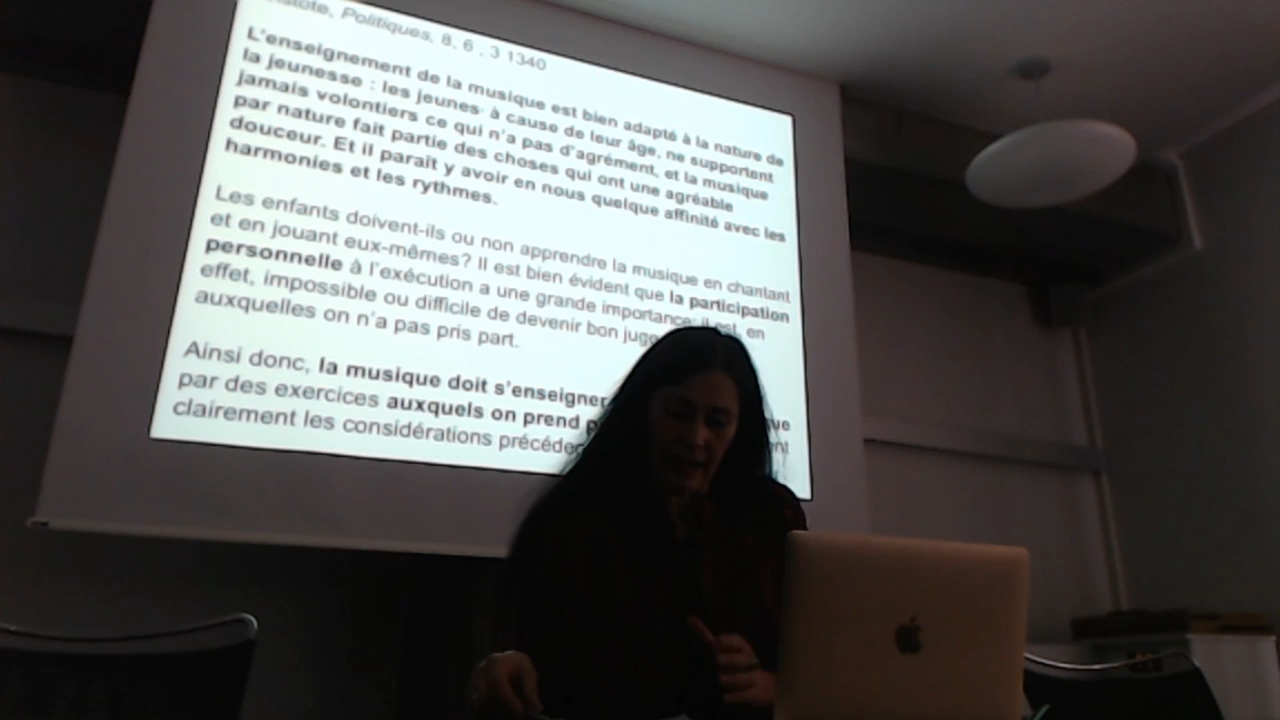 Politiques, 8, 6 , 3 1340
L'enseignement de la musique est bien adapté à la nature de
la jeunesse : les jeunes à cause de leur âge, ne supportent
jamais volontiers ce qui n'a pas d'agrément, et la musique
par nature fait partie des choses qui ont une agréable
douceur. Et il paraît y avoir en nous quelque affinité avec les
harmonies et les rythmes.
Les enfants doivent-ils ou non apprendre la musique en chantant
et en jouant eux-mêmes? Il est bien évident que la participation
personnelle à l'exécution a une grande importance; il est, en
effet, impossible ou difficile de devenir bon
auxquelles on n'a pas pris part.
Ainsi donc, la musique doit s'enseigner
par des exercices auxquels on prend
clairement les considérations